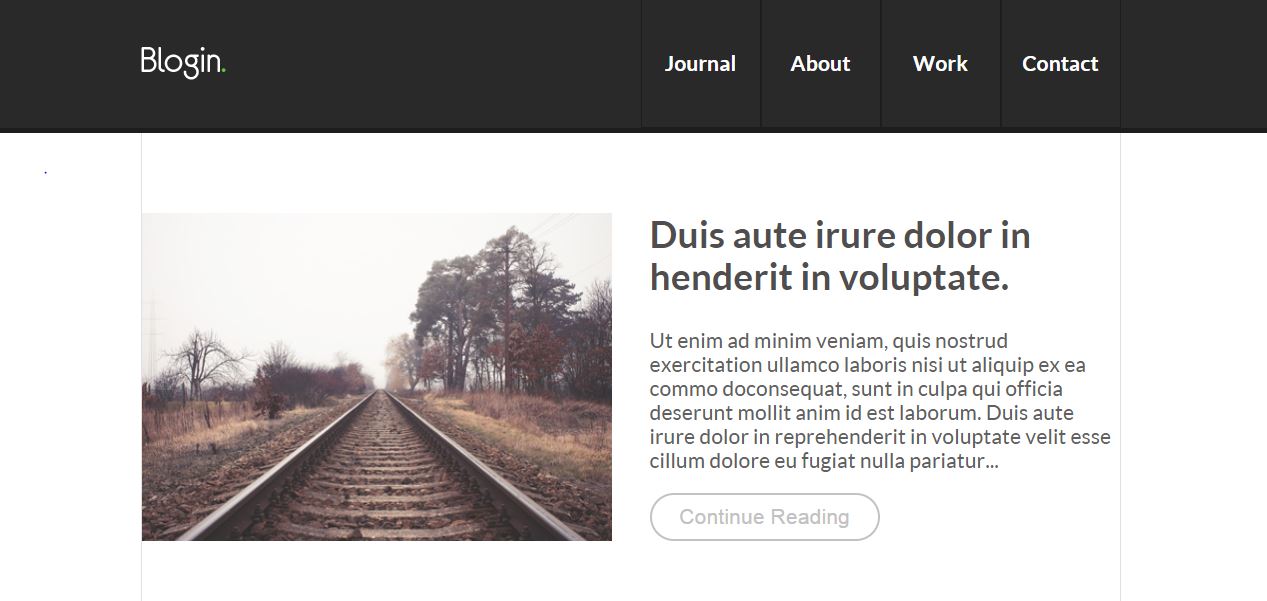 Blogin.
Journal About Work Contact
Duis aute irure dolor in
henderit in voluptate.
Ut enim ad minim veniam, quis nostrud
exercitation ullamco laboris nisi ut aliquip ex ea
commo doconsequat, sunt in culpa qui officia
deserunt mollit anim id est laborum. Duis aute
irure dolor in reprehenderit in voluptate velit esse
cillum dolore eu fugiat nulla pariatur...
Continue Reading